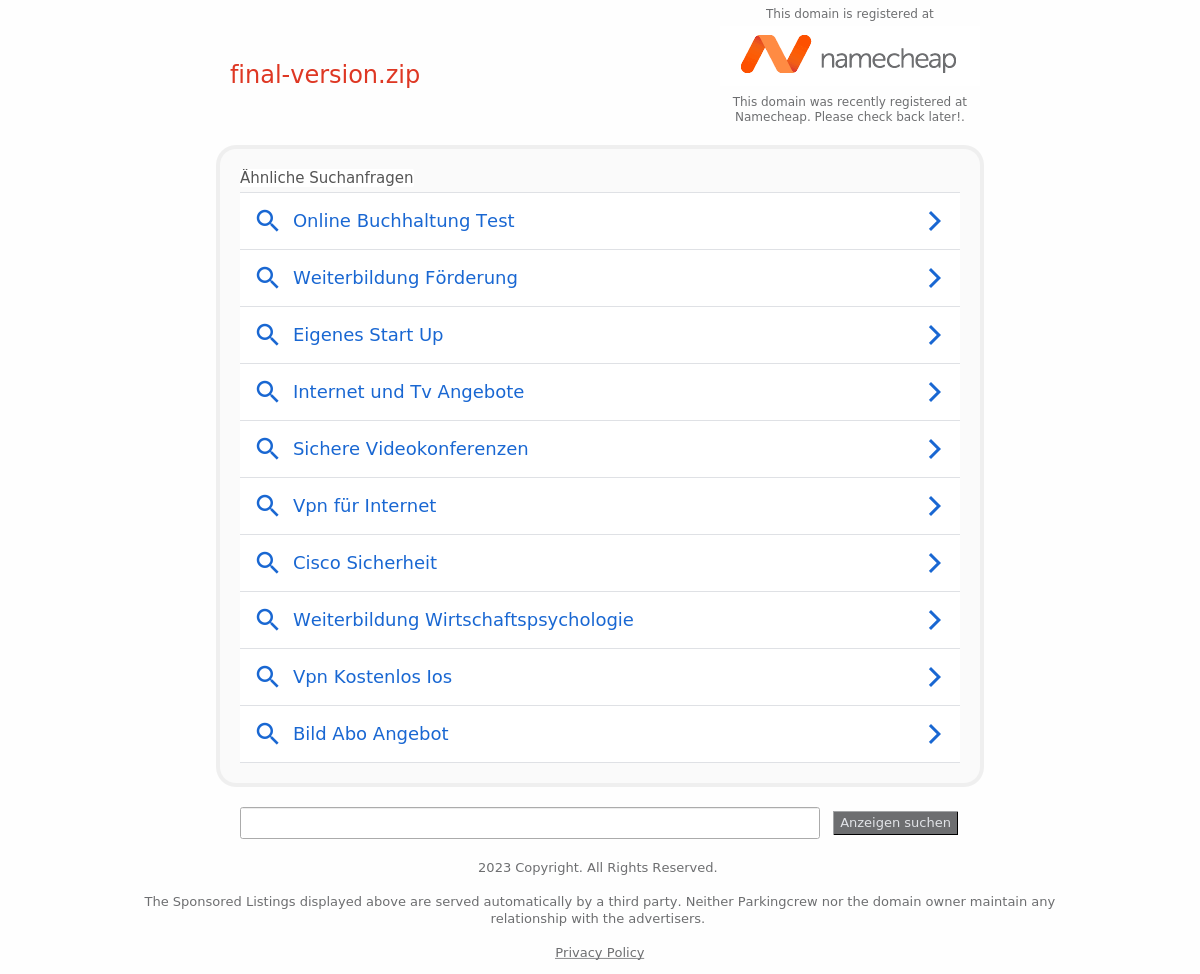 This domain is registered at
namecheap
final-version.zip
This domain was recently registered at
Namecheap. Please check back later!.
Ähnliche Suchanfragen
Online Buchhaltung Test
Weiterbildung Förderung
Eigenes Start Up
Internet und Tv Angebote
Sichere Videokonferenzen
Vpn für Internet
Cisco Sicherheit
Weiterbildung Wirtschaftspsychologie
Vpn Kostenlos Ios
Bild Abo Angebot
Anzeigen suchen
2023 Copyright. All Rights Reserved.
The Sponsored Listings displayed above are served automatically by a third party. Neither Parkingcrew nor the domain owner maintain any
relationship with the advertisers.
Privacy Policy